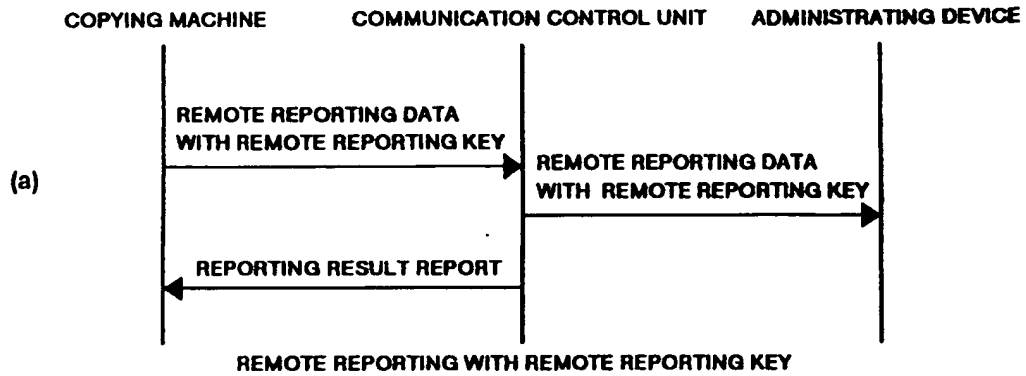 COPYING MACHINE COMMUNICATION CONTROL UNIT ADMINISTRATING DEVICE
REMOTE REPORTING DATA
WITH REMOTE REPORTING KEY
REMOTE REPORTING DATA
WITH REMOTE REPORTING KEY
(a)
REPORTING RESULT REPORT
REMOTE REPORTING WITH REMOTE REPORTING KEY